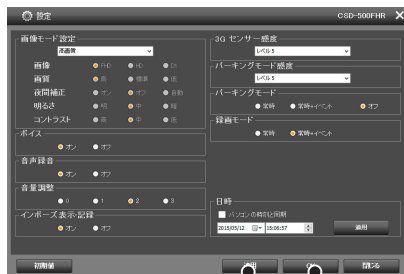 設定
CSD-500FHR
画像モード設定
高画質
画像 FHD HD D1
画質 高 標準 低
夜間補正 オン オフ 自動
明るさ 明 中 暗
コントラスト 高 中 低
ボイス
オン オフ
音声録音
オン オフ
音量調整
0 1 2 3
インポーズ表示・記録
オン オフ
3G センサー感度
レベル 5
パーキングモード感度
レベル 5
パーキングモード
常時 常時+イベント オフ
録画モード
常時 常時+イベント
日時
パソコンの時刻と同期
2015/05/12 15:06:57 適用
初期値 適用 OK 閉じる